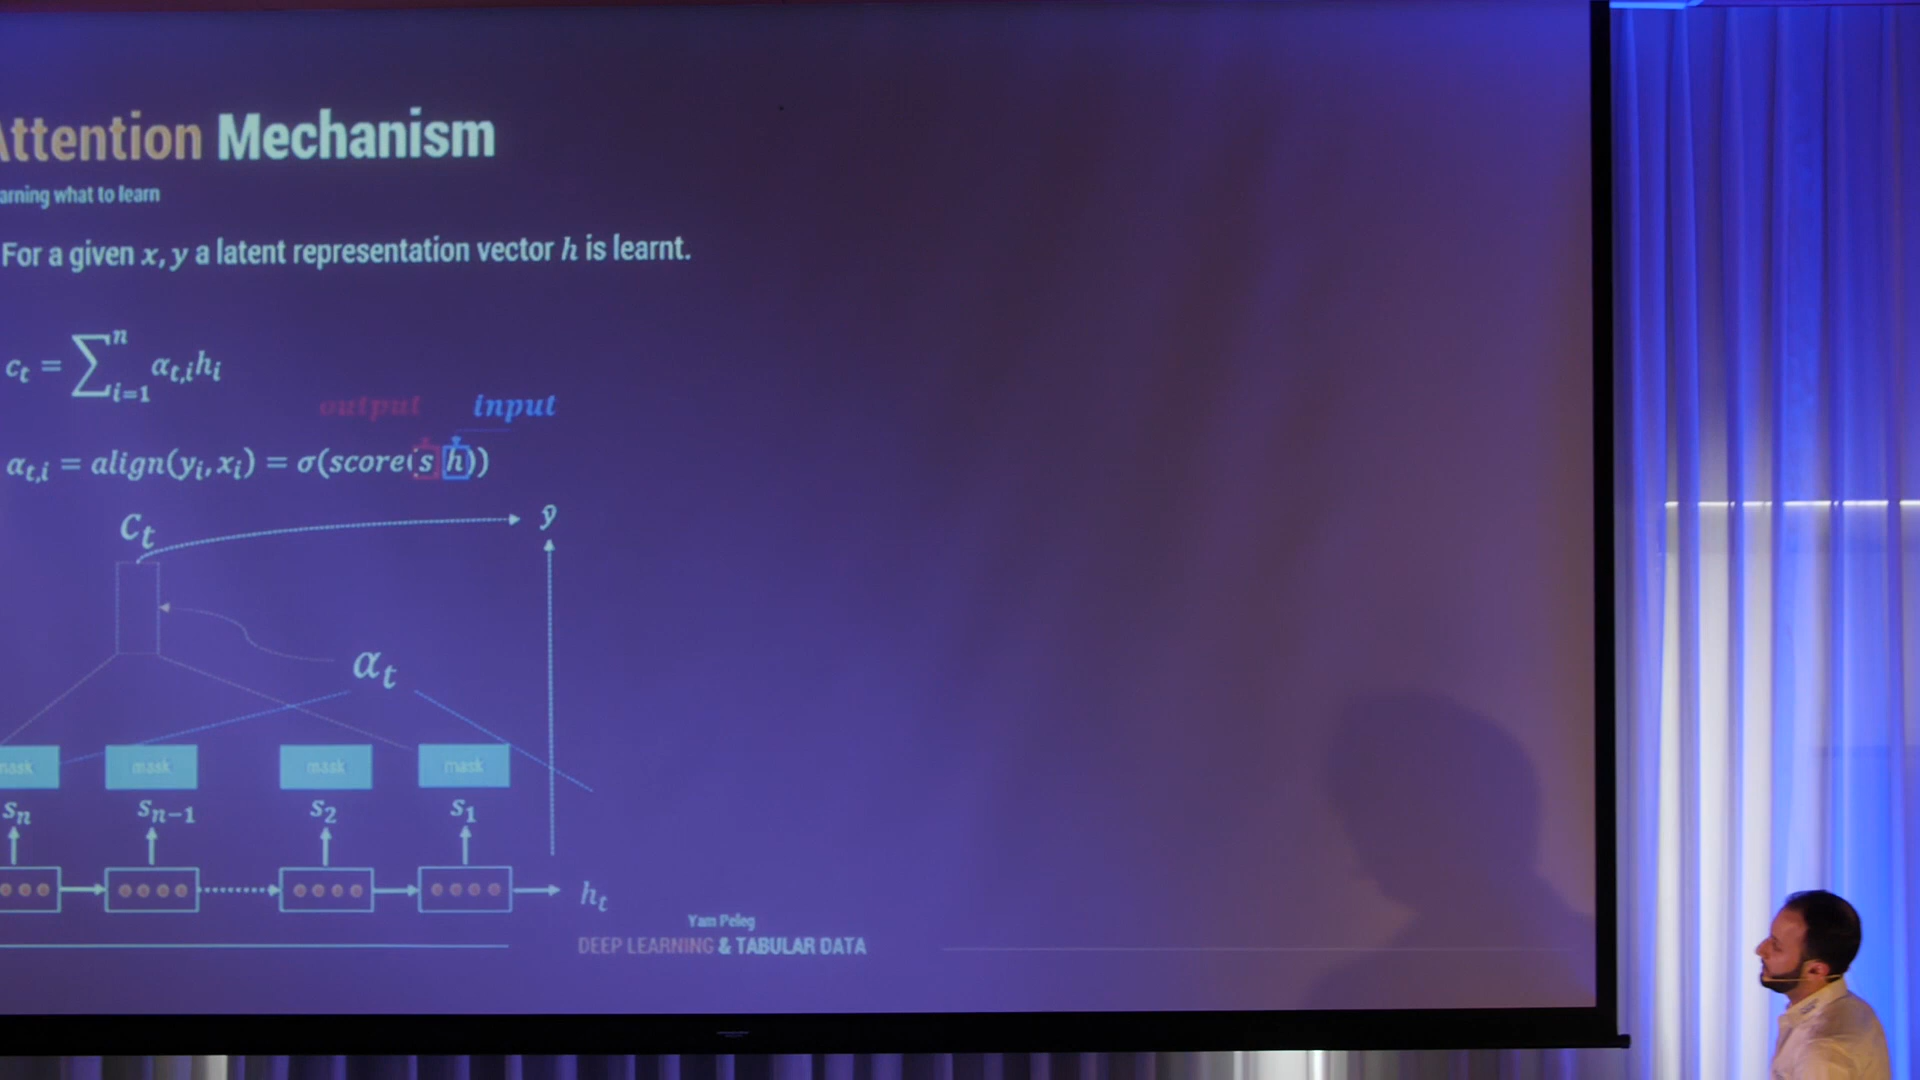 Attention Mechanism
arning what to learn
For a given x, y a latent representation vector h is learnt.
c_t = ∑_{i=1}^{n} α_{t,i}h_i
output input
α_{t,i} = align(y_i, x_i) = σ(score(s h))
C_t y
α_t
mask mask mask mask
s_n s_{n-1} s_2 s_1
h_t
Yam Peleg
DEEP LEARNING & TABULAR DATA